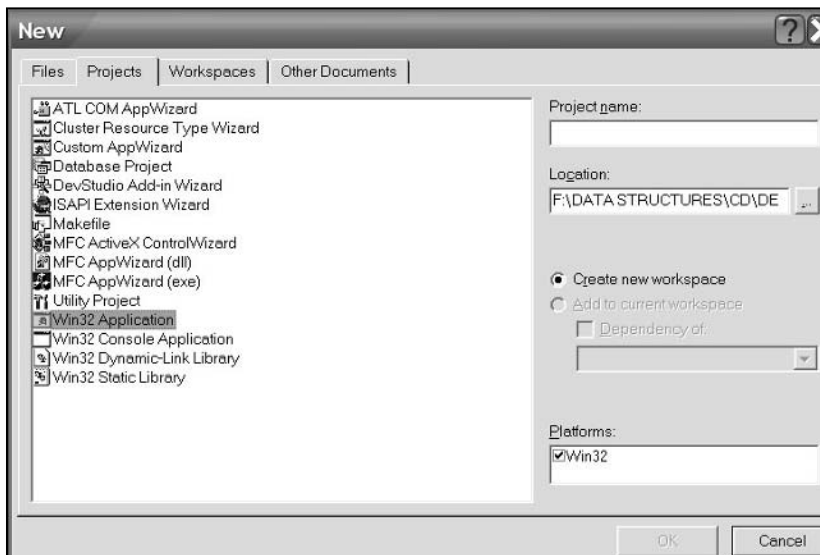 New
Files Projects Workspaces Other Documents
ATL COM AppWizard
Cluster Resource Type Wizard
Custom AppWizard
Database Project
DevStudio Add-in Wizard
ISAPI Extension Wizard
Makefile
MFC ActiveX ControlWizard
MFC AppWizard (dll)
MFC AppWizard (exe)
Utility Project
Win32 Application
Win32 Console Application
Win32 Dynamic-Link Library
Win32 Static Library
Project name:
Location:
F:\DATA STRUCTURES\CD\DE ...
Create new workspace
Add to current workspace
Dependency of:
Platforms:
Win32
OK Cancel